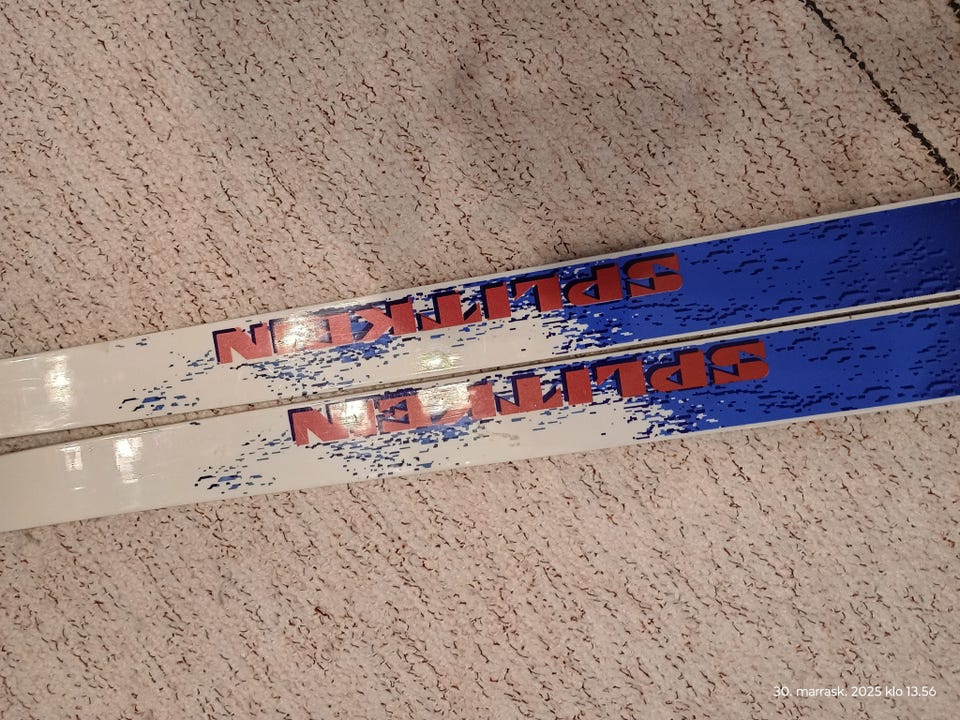 SPLITKEIN
SPLITKEIN
30. marrask. 2025 klo 13.56